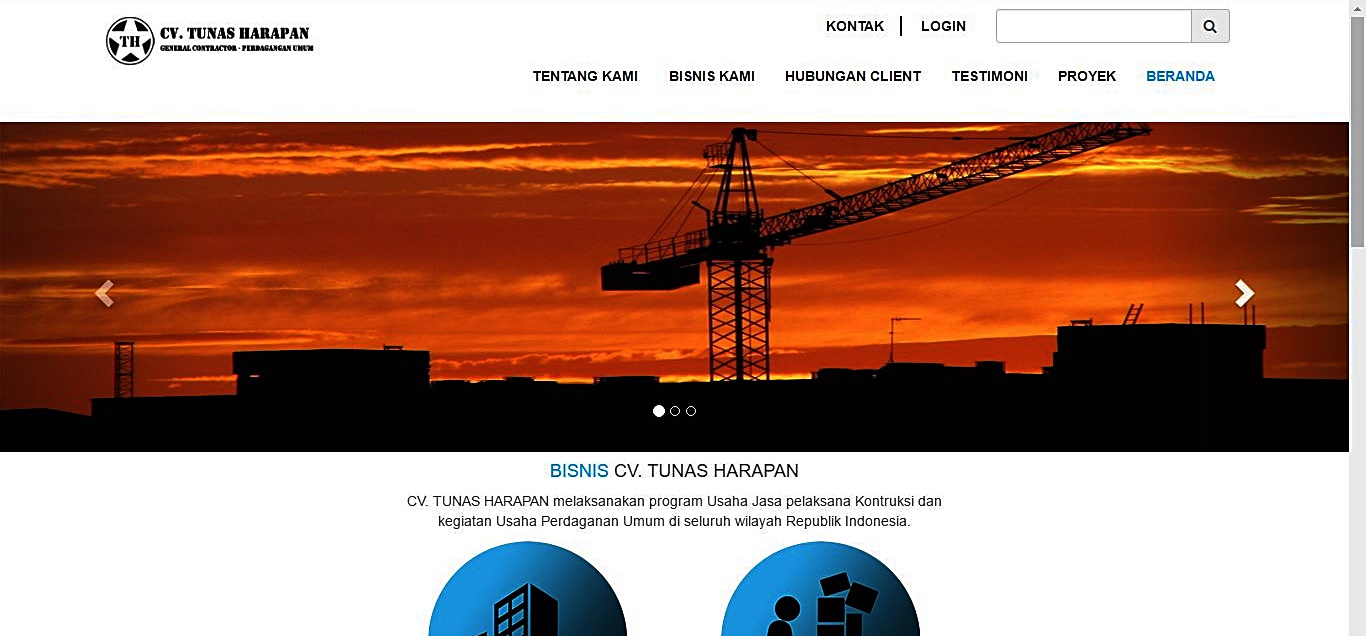 TH
CV. TUNAS HARAPAN
GENERAL CONTRACTOR - PERDAGANGAN UMUM
KONTAK | LOGIN
TENTANG KAMI BISNIS KAMI HUBUNGAN CLIENT TESTIMONI PROYEK BERANDA
BISNIS CV. TUNAS HARAPAN
CV. TUNAS HARAPAN melaksanakan program Usaha Jasa pelaksana Kontruksi dan
kegiatan Usaha Perdaganan Umum di seluruh wilayah Republik Indonesia.